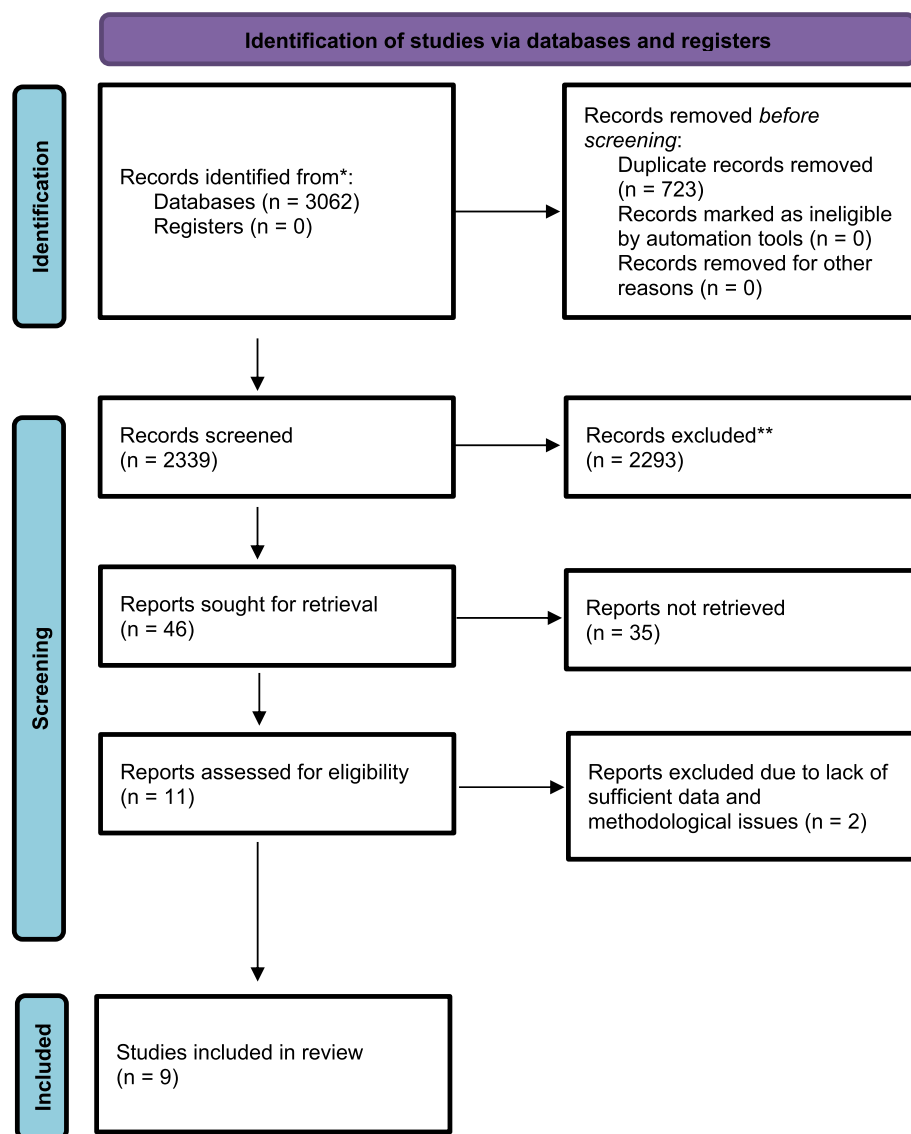 Identification of studies via databases and registers
Identification
Records identified from*:
Databases (n = 3062)
Registers (n = 0)
Records removed before
screening:
Duplicate records removed
(n = 723)
Records marked as ineligible
by automation tools (n = 0)
Records removed for other
reasons (n = 0)
Screening
Records screened
(n = 2339)
Records excluded**
(n = 2293)
Reports sought for retrieval
(n = 46)
Reports not retrieved
(n = 35)
Reports assessed for eligibility
(n = 11)
Reports excluded due to lack of
sufficient data and
methodological issues (n = 2)
Included
Studies included in review
(n = 9)